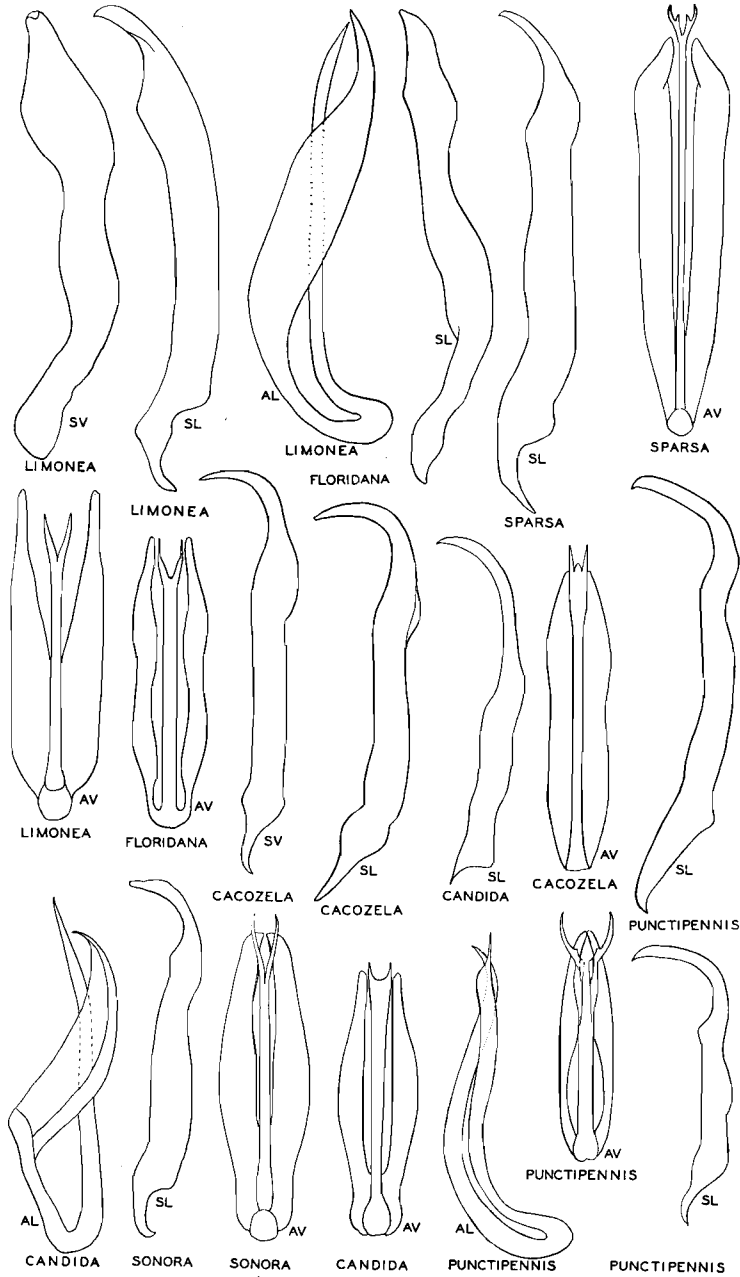 SV
LIMONEA
SL
LIMONEA
AL
LIMONEA
SL
FLORIDANA
SL
SPARSA
AV
SPARSA
AV
LIMONEA
AV
FLORIDANA
SV
CACOZELA
SL
CACOZELA
SL
CANDIDA
AV
CACOZELA
SL
PUNCTIPENNIS
AL
CANDIDA
SL
SONORA
AV
SONORA
AV
CANDIDA
AL
PUNCTIPENNIS
AV
PUNCTIPENNIS
SL
PUNCTIPENNIS